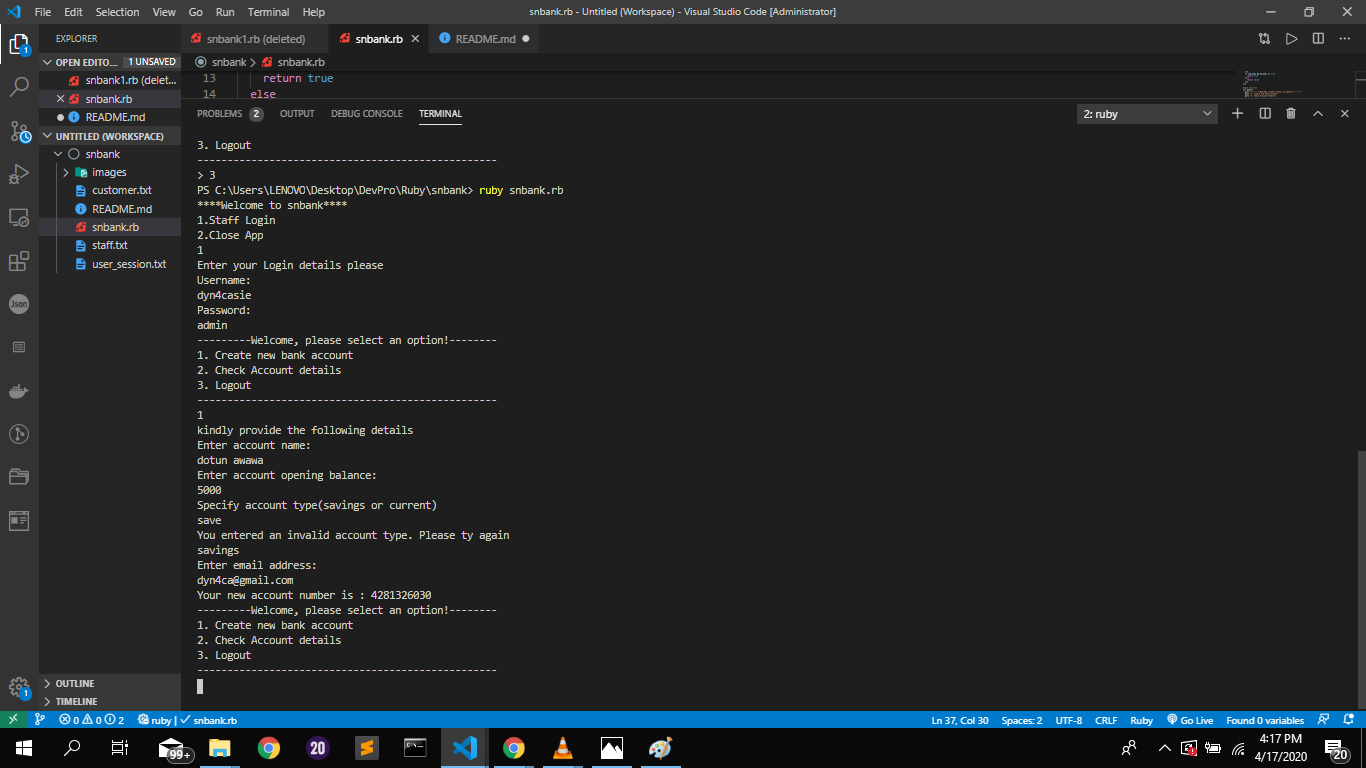 File Edit Selection View Go Run Terminal Help
snbank.rb - Untitled (Workspace) - Visual Studio Code [Administrator]
EXPLORER
OPEN EDITO... 1 UNSAVED
snbank1.rb (delet...
snbank.rb
README.md
UNTITLED (WORKSPACE)
snbank
images
customer.txt
README.md
snbank.rb
staff.txt
user_session.txt
OUTLINE
TIMELINE
snbank1.rb (deleted) snbank.rb README.md
snbank > snbank.rb
13 return true
14 else
PROBLEMS 2 OUTPUT DEBUG CONSOLE TERMINAL
2: ruby
3. Logout
--------------------------------------------------
> 3
PS C:\Users\LENOVO\Desktop\DevPro\Ruby\snbank> ruby snbank.rb
****Welcome to snbank****
1.Staff Login
2.Close App
1
Enter your Login details please
Username:
dyn4casie
Password:
admin
---------Welcome, please select an option!--------
1. Create new bank account
2. Check Account details
3. Logout
--------------------------------------------------
1
kindly provide the following details
Enter account name:
dotun awawa
Enter account opening balance:
5000
Specify account type(savings or current)
save
You entered an invalid account type. Please ty again
savings
Enter email address:
dyn4ca@gmail.com
Your new account number is : 4281326030
---------Welcome, please select an option!--------
1. Create new bank account
2. Check Account details
3. Logout
--------------------------------------------------
1
Json
1
0 0 2 ruby | snbank.rb
Ln 37, Col 30 Spaces: 2 UTF-8 CRLF Ruby Go Live Found 0 variables
99+
20
4:17 PM
4/17/2020
20